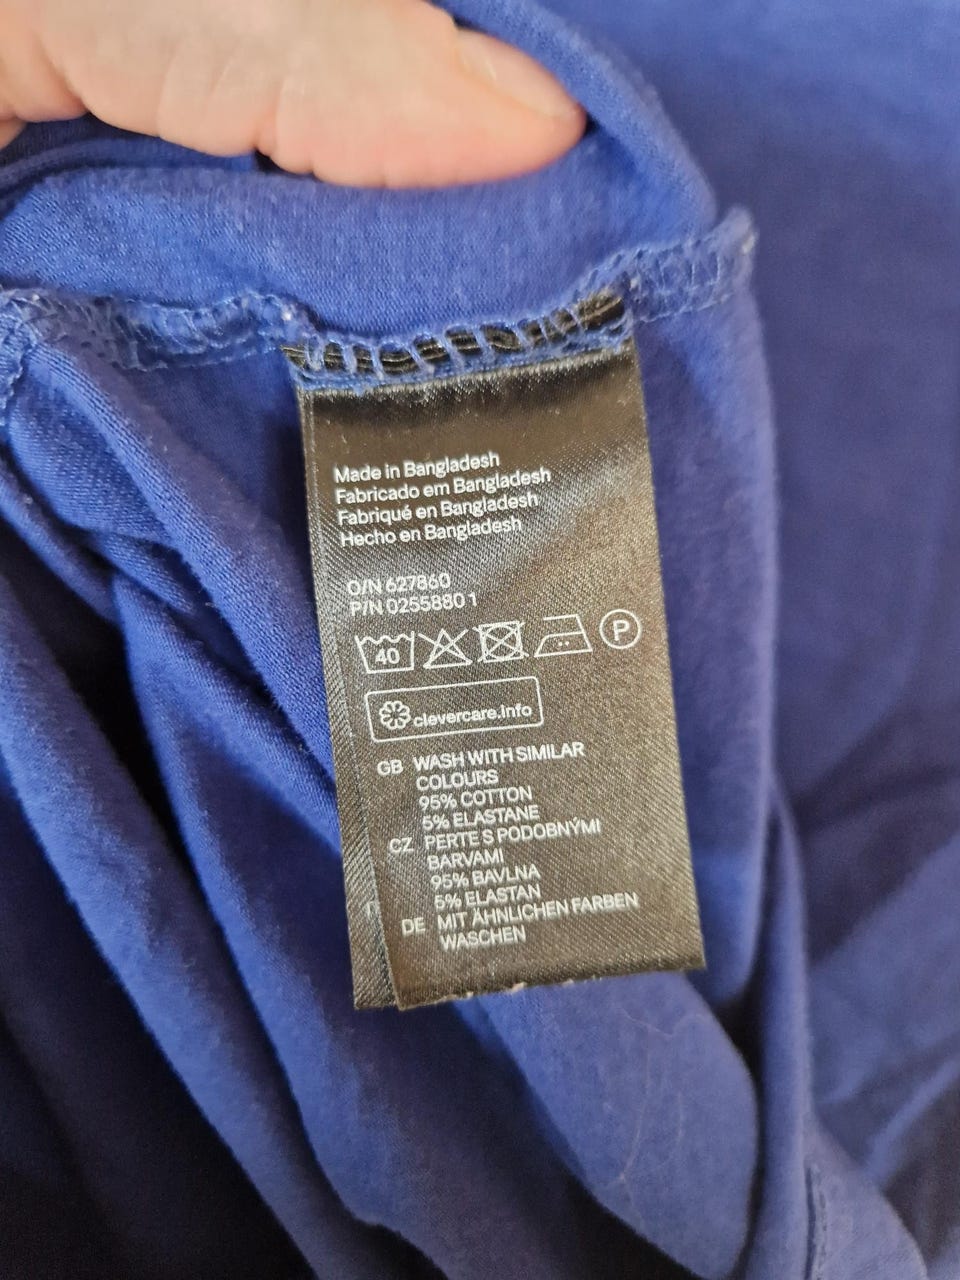 Made in Bangladesh
Fabricado em Bangladesh
Fabriqué en Bangladesh
Hecho en Bangladesh
O/N 627860
P/N 0255880 1
40 P
clevercare.info
GB WASH WITH SIMILAR
COLOURS
95% COTTON
5% ELASTANE
CZ PERTE S PODOBNÝMI
BARVAMI
95% BAVLNA
5% ELASTAN
DE MIT ÄHNLICHEN FARBEN
WASCHEN